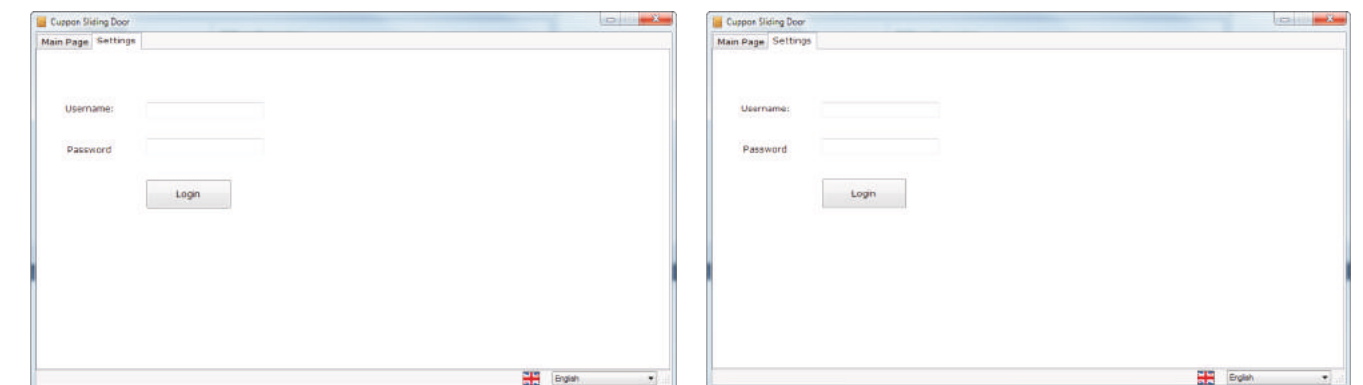 Cuppon Sliding Door
Main Page Settings
Username:
Password
Login
English
Cuppon Sliding Door
Main Page Settings
Username:
Password
Login
English